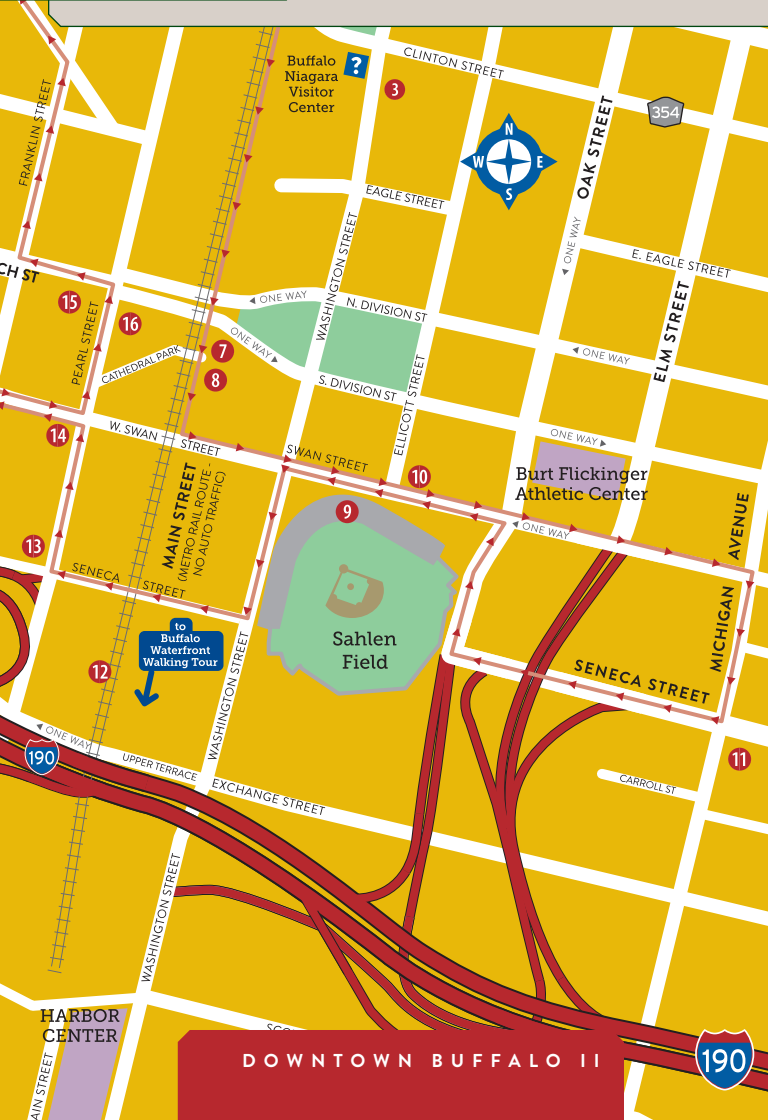 CLINTON STREET
Buffalo
Niagara
Visitor
Center
?
3
354
FRANKLIN STREET
N
W
E
S
OAK STREET
EAGLE STREET
ONE WAY
E. EAGLE STREET
CH ST
WASHINGTON STREET
ONE WAY
N. DIVISION ST
15
16
PEARL STREET
ONE WAY
ELM STREET
ONE WAY
CATHEDRAL PARK
7
8
S. DIVISION ST
ELLICOTT STREET
14
W. SWAN
STREET
SWAN STREET
ONE WAY
10
Burt Flickinger
Athletic Center
MAIN STREET
(METRO RAIL ROUTE -
NO AUTO TRAFFIC)
9
ONE WAY
MICHIGAN
AVENUE
13
SENECA
STREET
to
Buffalo
Waterfront
Walking Tour
Sahlen
Field
12
WASHINGTON STREET
SENECA STREET
ONE WAY
190
UPPER TERRACE
EXCHANGE STREET
11
CARROLL ST
WASHINGTON STREET
HARBOR
CENTER
AIN STREET
SCO
DOWNTOWN BUFFALO II
190